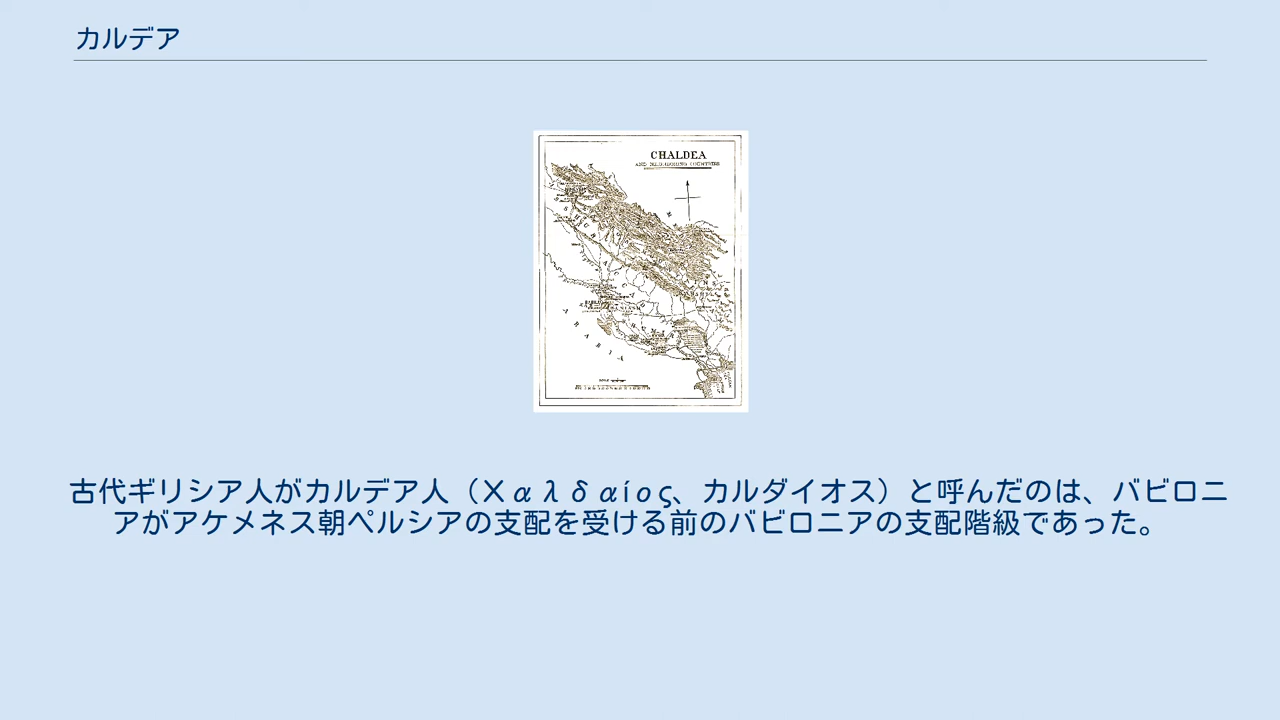 カルデア
CHALDEA
AND NEIGHBORING COUNTRIES
ARABIA
古代ギリシア人がカルデア人（Χαλδαίος、カルダイオス）と呼んだのは、バビロニ
アがアケメネス朝ペルシアの支配を受ける前のバビロニアの支配階級であった。